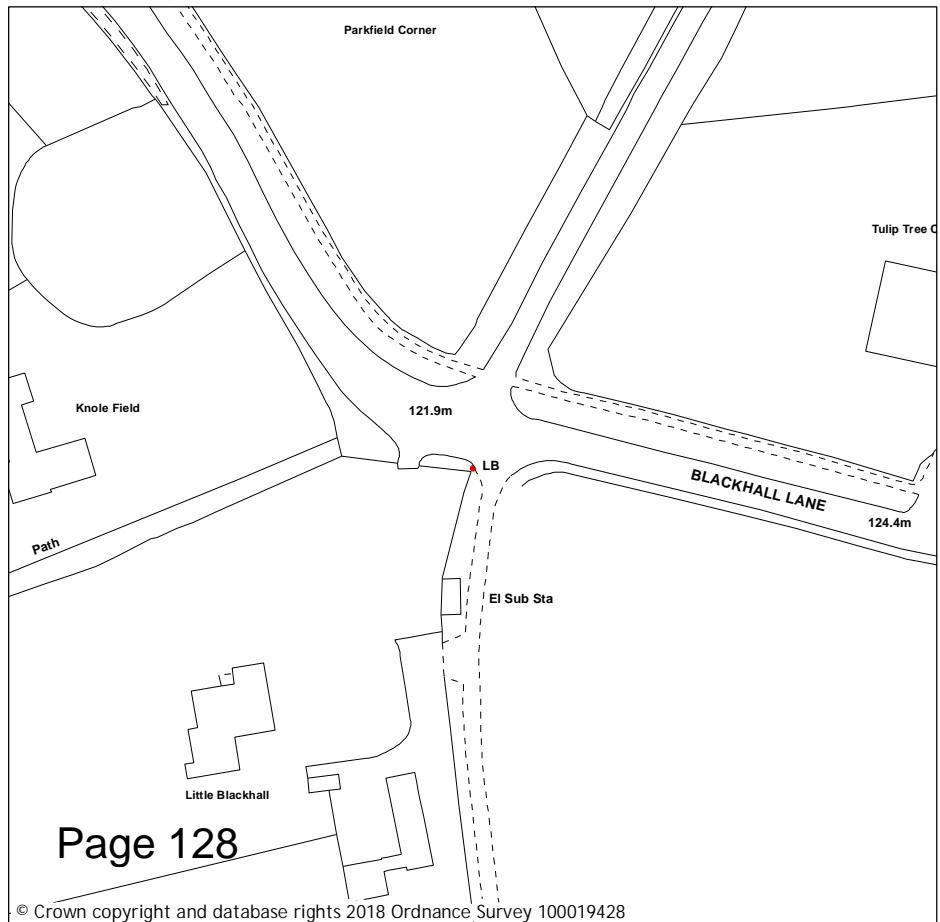 Parkfield Corner
Tulip Tree C
Knole Field
121.9m
LB
BLACKHALL LANE
124.4m
Path
El Sub Sta
Little Blackhall
Page 128
© Crown copyright and database rights 2018 Ordnance Survey 100019428